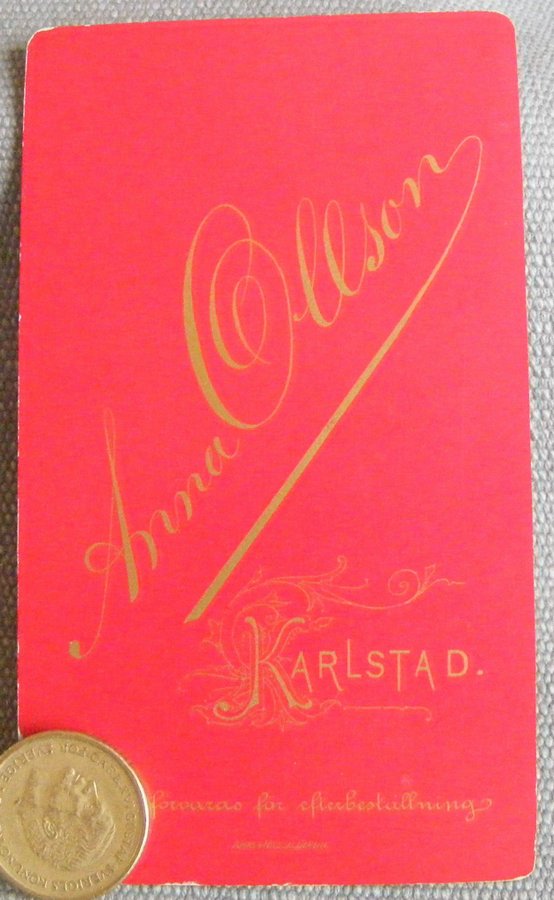 Anna Ollson
KARLSTAD.
förvaras för efterbeställning